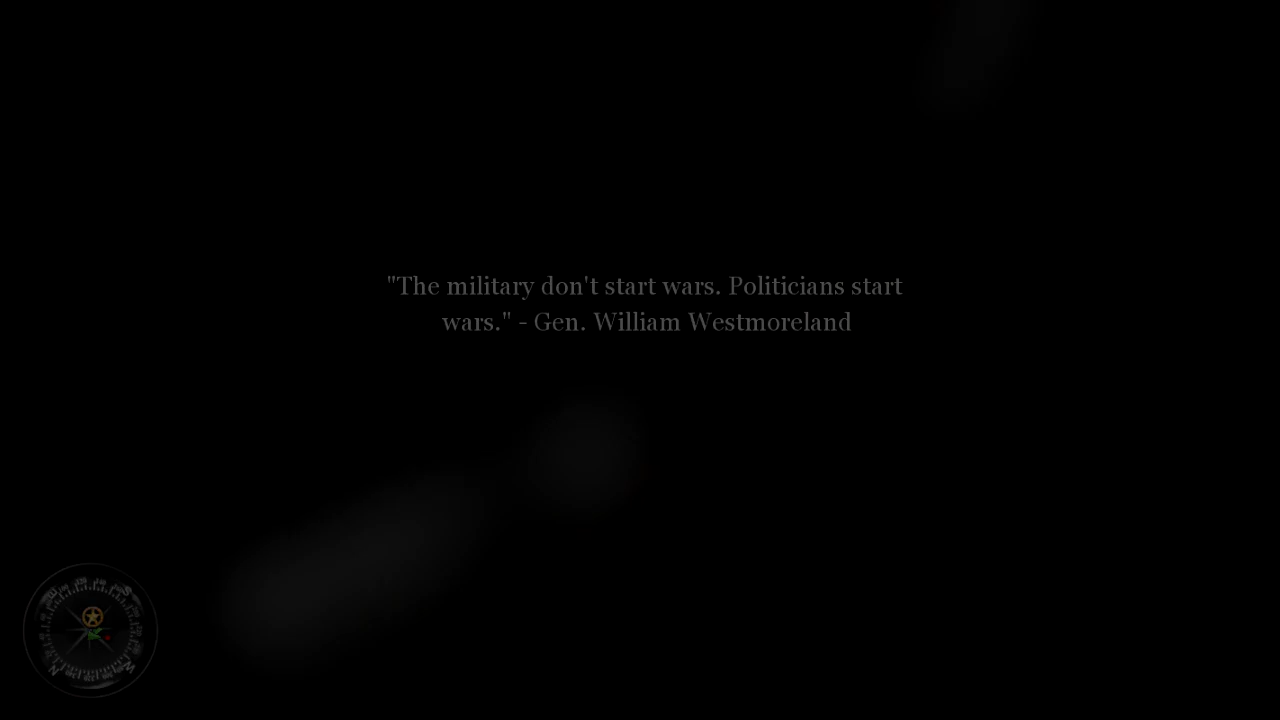 "The military don't start wars. Politicians start
wars." - Gen. William Westmoreland